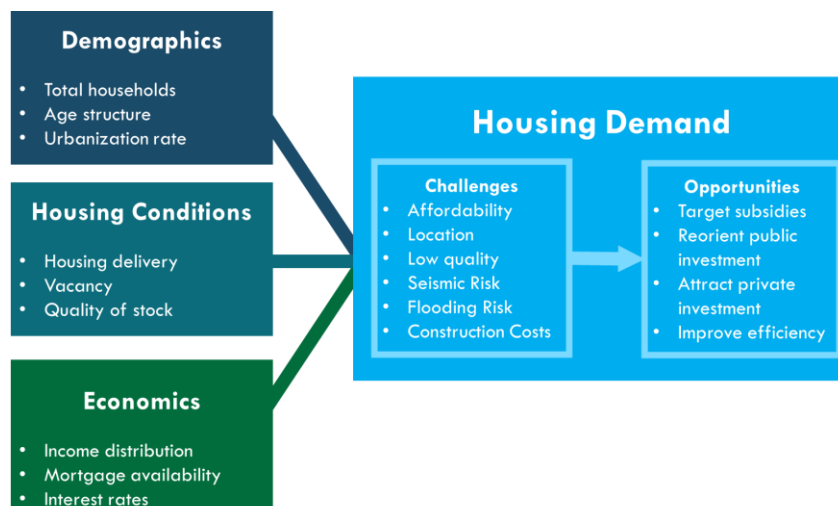 Demographics
• Total households
• Age structure
• Urbanization rate
Housing Conditions
• Housing delivery
• Vacancy
• Quality of stock
Economics
• Income distribution
• Mortgage availability
• Interest rates
Housing Demand
Challenges
• Affordability
• Location
• Low quality
• Seismic Risk
• Flooding Risk
• Construction Costs
Opportunities
• Target subsidies
• Reorient public
investment
• Attract private
investment
• Improve efficiency